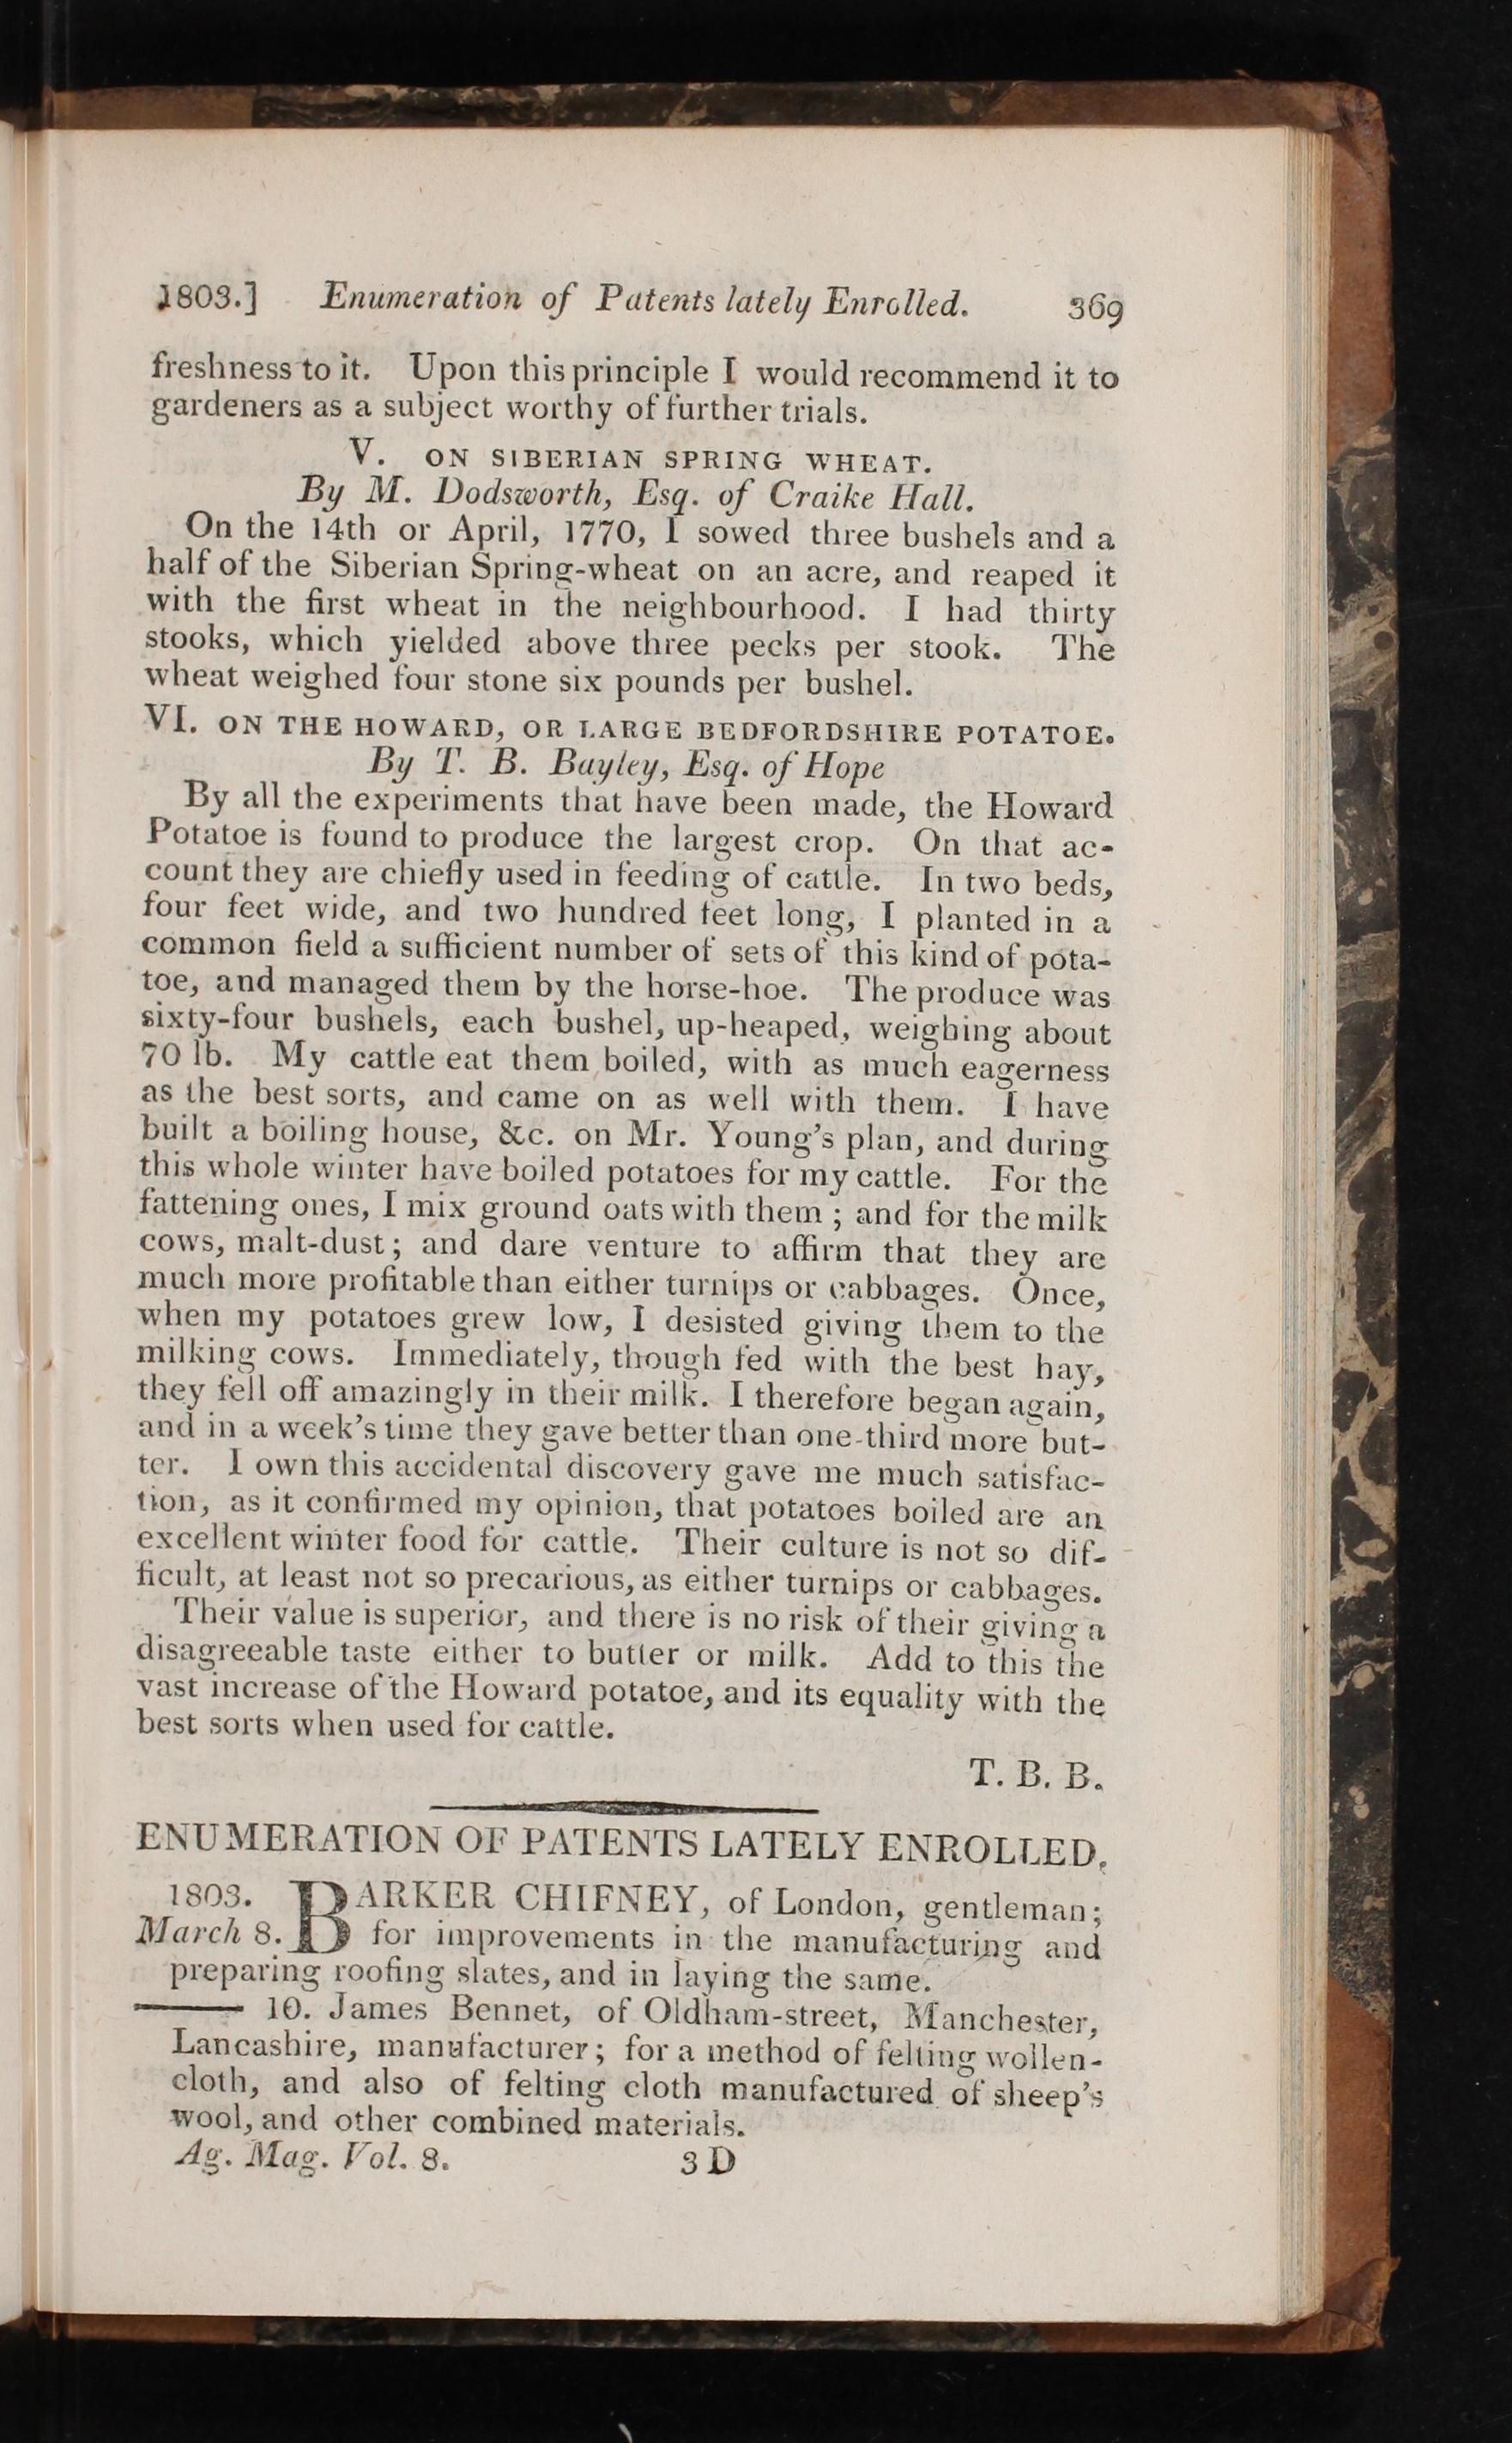 1803.] Enumeration of Patents lately Enrolled. 369
freshness to it. Upon this principle I would recommend it to
gardeners as a subject worthy of further trials.
V. ON SIBERIAN SPRING WHEAT.
By M. Dodsworth, Esq. of Craike Hall.
On the 14th or April, 1770, I sowed three bushels and a
half of the Siberian Spring-wheat on an acre, and reaped it
with the first wheat in the neighbourhood. I had thirty
stooks, which yielded above three pecks per stook. The
wheat weighed four stone six pounds per bushel.
VI. ON THE HOWARD, OR LARGE BEDFORDSHIRE POTATOE.
By T. B. Bayley, Esq. of Hope
By all the experiments that have been made, the Howard
Potatoe is found to produce the largest crop. On that ac-
count they are chiefly used in feeding of cattle. In two beds,
four feet wide, and two hundred feet long, I planted in a
common field a sufficient number of sets of this kind of pota-
toe, and managed them by the horse-hoe. The produce was
sixty-four bushels, each bushel, up-heaped, weighing about
70 lb. My cattle eat them boiled, with as much eagerness
as the best sorts, and came on as well with them. I have
built a boiling house, &c. on Mr. Young's plan, and during
this whole winter have boiled potatoes for my cattle. For the
fattening ones, I mix ground oats with them; and for the milk
cows, malt-dust; and dare venture to affirm that they are
much more profitable than either turnips or cabbages. Once,
when my potatoes grew low, I desisted giving them to the
milking cows. Immediately, though fed with the best hay,
they fell off amazingly in their milk. I therefore began again,
and in a week's time they gave better than one-third more but-
ter. I own this accidental discovery gave me much satisfac-
tion, as it confirmed my opinion, that potatoes boiled are an
excellent winter food for cattle. Their culture is not so dif-
ficult, at least not so precarious, as either turnips or cabbages.
Their value is superior, and there is no risk of their giving a
disagreeable taste either to butter or milk. Add to this the
vast increase of the Howard potatoe, and its equality with the
best sorts when used for cattle.
T. B. B.
ENUMERATION OF PATENTS LATELY ENROLLED.
1803. BARKER CHIFNEY, of London, gentleman;
March 8. for improvements in the manufacturing and
preparing roofing slates, and in laying the same.
——— 10. James Bennet, of Oldham-street, Manchester,
Lancashire, manufacturer; for a method of felting wollen-
cloth, and also of felting cloth manufactured of sheep's
wool, and other combined materials.
Ag. Mag. Vol. 8. 3 D